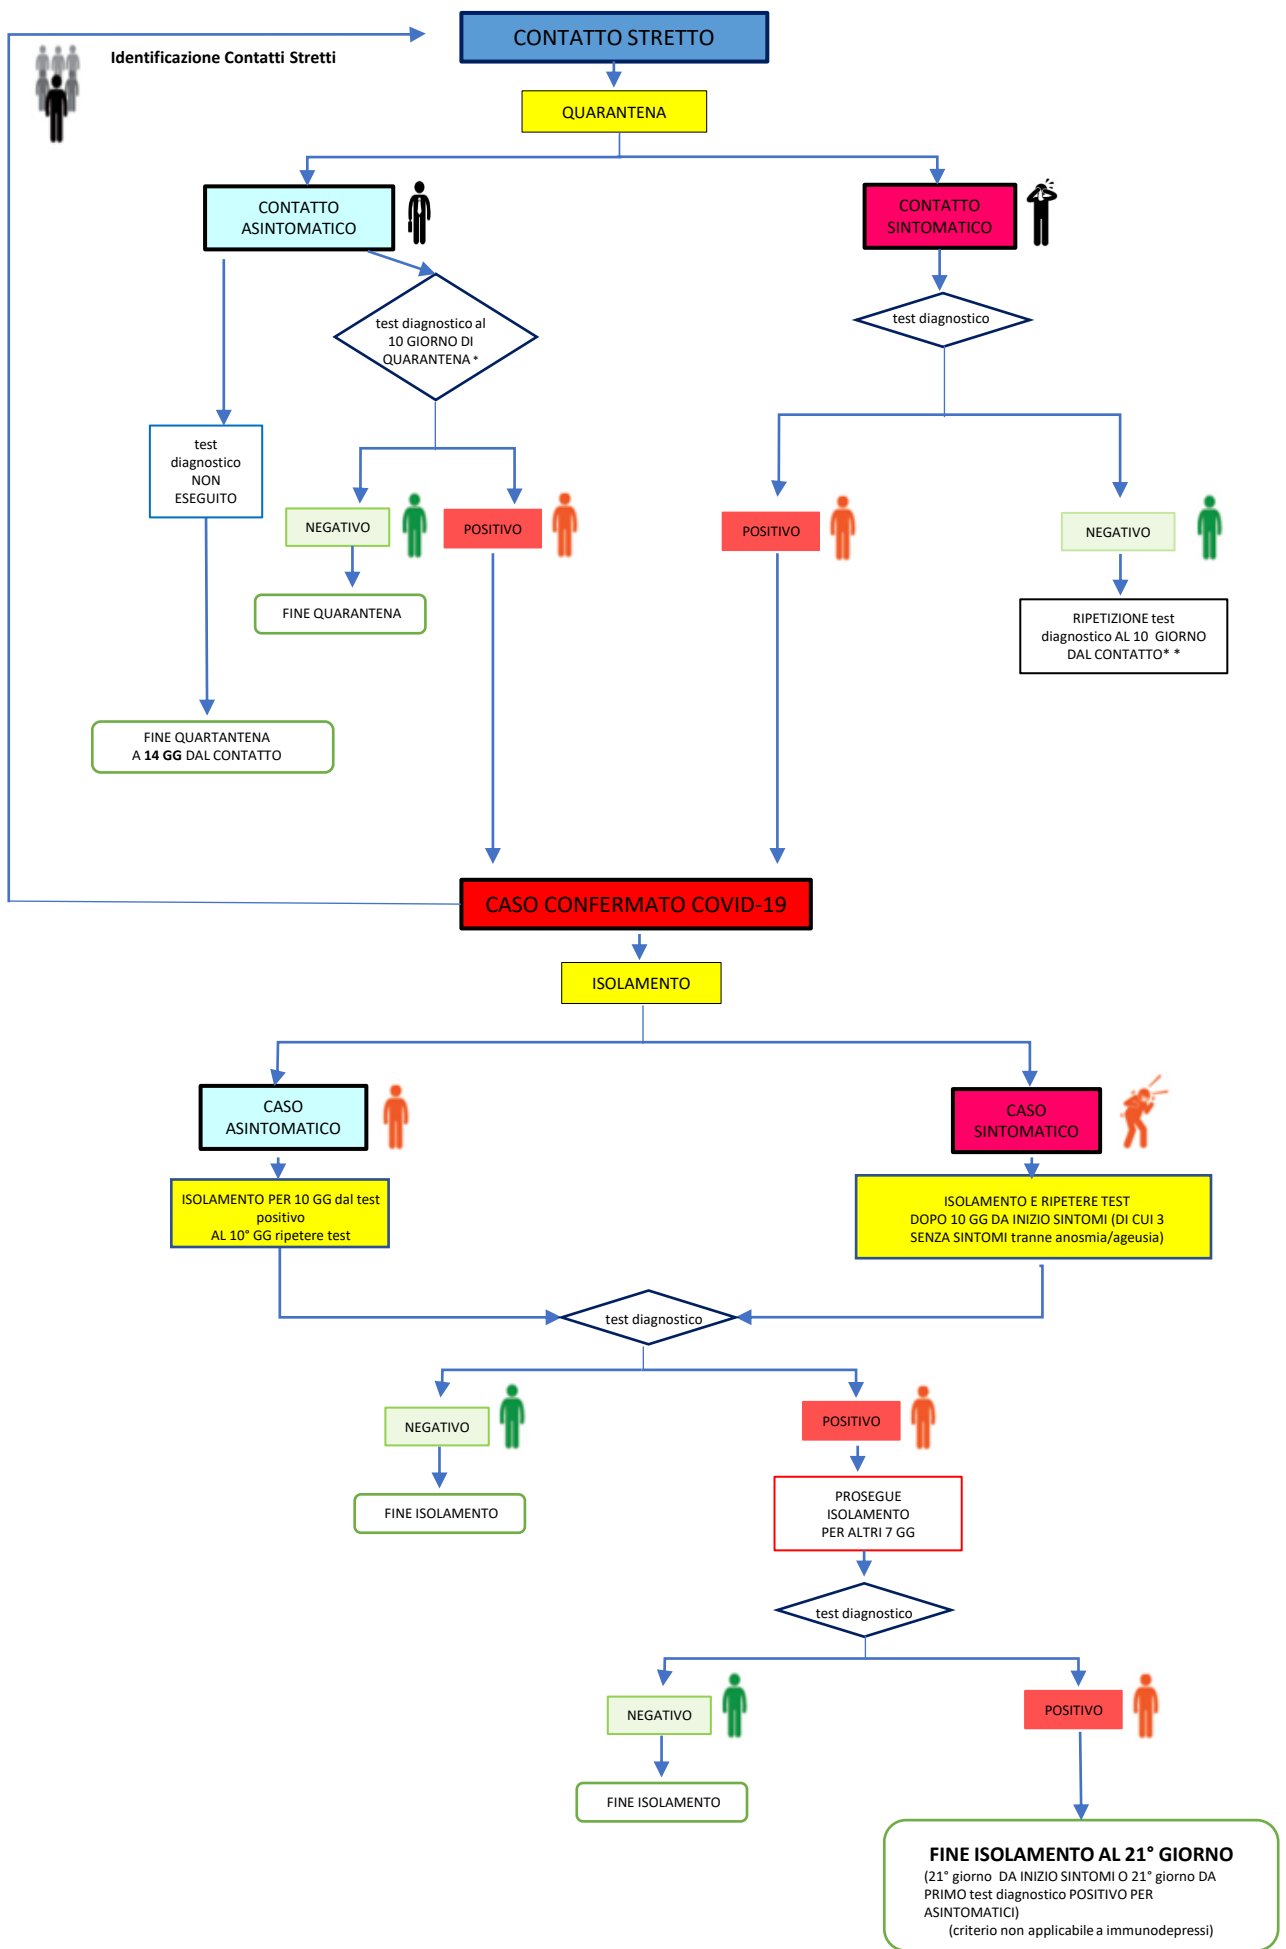 CONTATTO STRETTO
Identificazione Contatti Stretti
QUARANTENA
CONTATTO
ASINTOMATICO
CONTATTO
SINTOMATICO
test diagnostico al
10 GIORNO DI
QUARANTENA *
test diagnostico
test
diagnostico
NON
ESEGUITO
NEGATIVO
POSITIVO
POSITIVO
NEGATIVO
FINE QUARANTENA
RIPETIZIONE test
diagnostico AL 10 GIORNO
DAL CONTATTO* *
FINE QUARTANTENA
A 14 GG DAL CONTATTO
CASO CONFERMATO COVID-19
ISOLAMENTO
CASO
ASINTOMATICO
CASO
SINTOMATICO
ISOLAMENTO PER 10 GG dal test
positivo
AL 10° GG ripetere test
ISOLAMENTO E RIPETERE TEST
DOPO 10 GG DA INIZIO SINTOMI (DI CUI 3
SENZA SINTOMI tranne anosmia/ageusia)
test diagnostico
NEGATIVO
POSITIVO
FINE ISOLAMENTO
PROSEGUE
ISOLAMENTO
PER ALTRI 7 GG
test diagnostico
NEGATIVO
POSITIVO
FINE ISOLAMENTO
FINE ISOLAMENTO AL 21° GIORNO
(21° giorno DA INIZIO SINTOMI O 21° giorno DA
PRIMO test diagnostico POSITIVO PER
ASINTOMATICI)
(criterio non applicabile a immunodepressi)